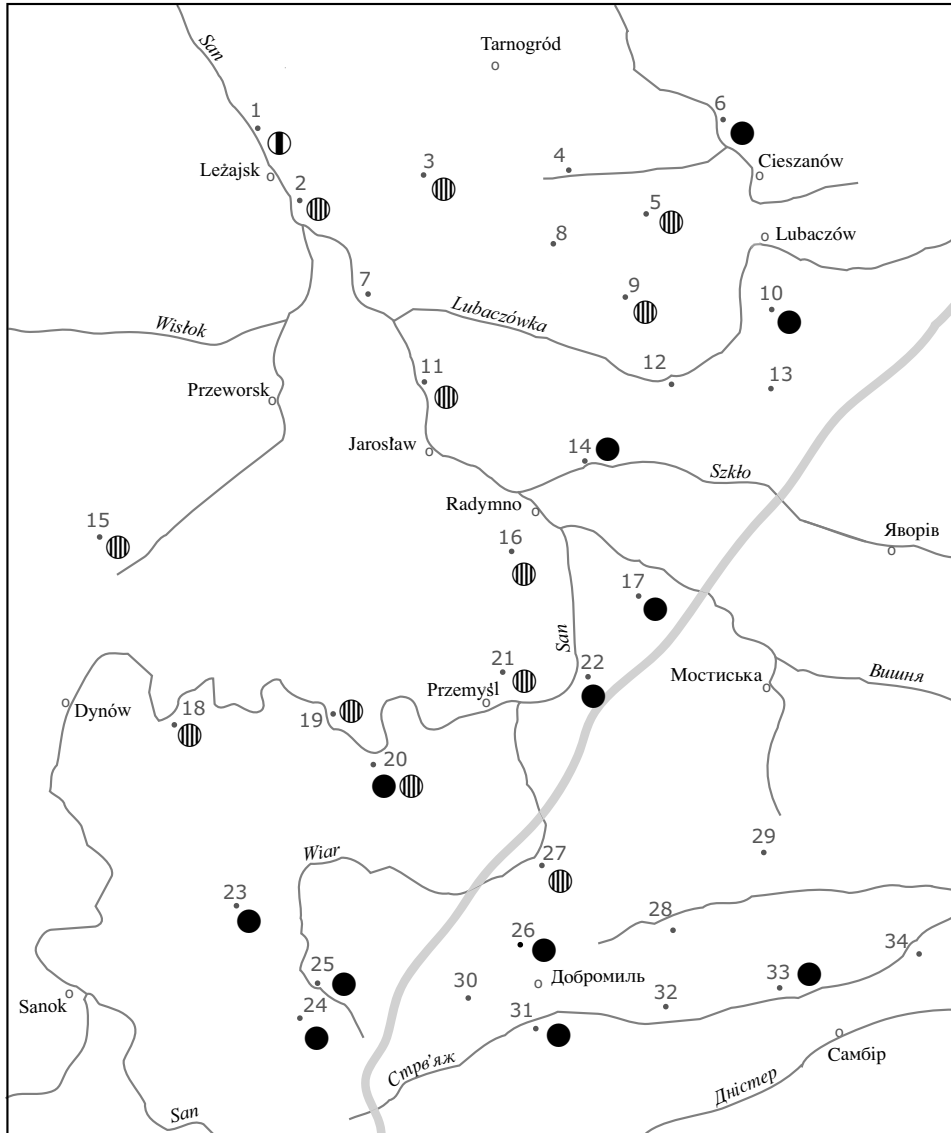 San
Tarnogród
1
6
Leżajsk
3
4
Cieszanów
2
5
8
Lubaczów
7
9
10
Wisłok
Lubaczówka
11
12
13
Przeworsk
Jarosław
14
Szkło
Radymno
15
16
Яворів
17
San
21
22
Przemyśl
Мостиська
Вишня
Dynów
18
19
20
Wiar
27
29
23
28
26
34
25
30
Добромиль
33
Sanok
24
31
32
Стрв’яж
Самбір
San
Дністер